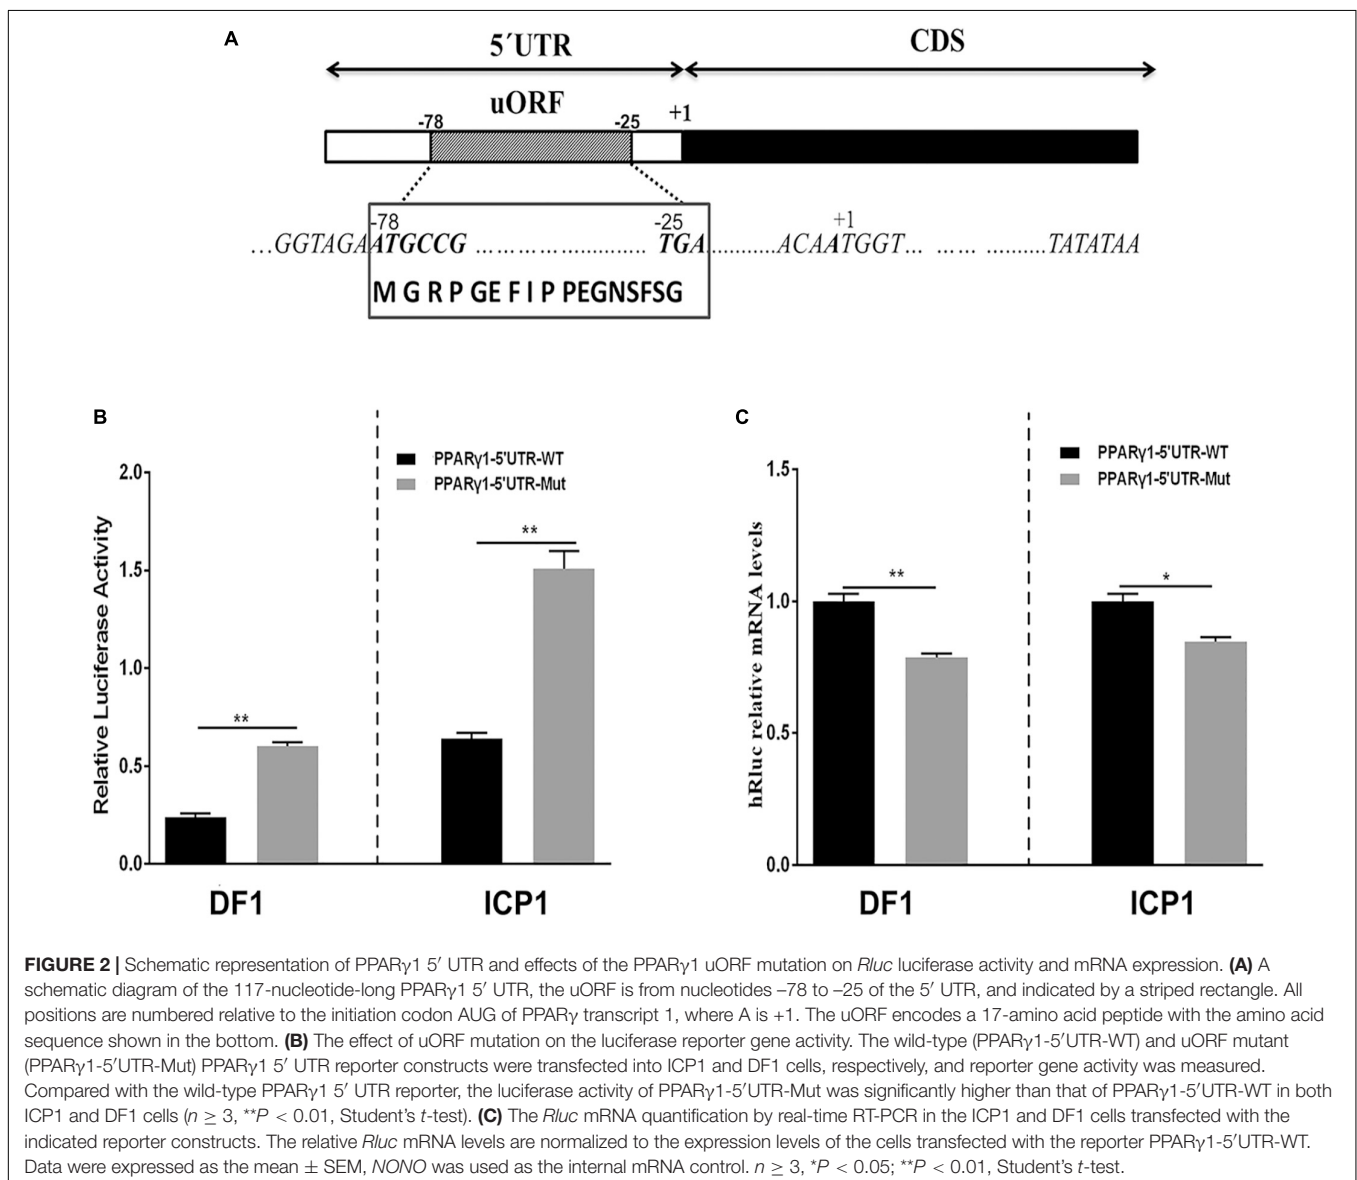 A
5´UTR
CDS
uORF
-78
-25
+1
-78
-25
+1
...GGTAGAATGCCG .............................. TGA............ACAATGGT... ...... ...........TATATAA
M G R P GE F I P PEGNSFSG
B
PPARγ1-5'UTR-WT
PPARγ1-5'UTR-Mut
Relative Luciferase Activity
2.0
1.5
1.0
0.5
0.0
**
**
DF1
ICP1
C
PPARγ1-5'UTR-WT
PPARγ1-5'UTR-Mut
hRluc relative mRNA levels
1.5
1.0
0.5
0.0
**
*
DF1
ICP1
FIGURE 2 | Schematic representation of PPARγ1 5′ UTR and effects of the PPARγ1 uORF mutation on Rluc luciferase activity and mRNA expression. (A) A
schematic diagram of the 117-nucleotide-long PPARγ1 5′ UTR, the uORF is from nucleotides –78 to –25 of the 5′ UTR, and indicated by a striped rectangle. All
positions are numbered relative to the initiation codon AUG of PPARγ transcript 1, where A is +1. The uORF encodes a 17-amino acid peptide with the amino acid
sequence shown in the bottom. (B) The effect of uORF mutation on the luciferase reporter gene activity. The wild-type (PPARγ1-5′UTR-WT) and uORF mutant
(PPARγ1-5′UTR-Mut) PPARγ1 5′ UTR reporter constructs were transfected into ICP1 and DF1 cells, respectively, and reporter gene activity was measured.
Compared with the wild-type PPARγ1 5′ UTR reporter, the luciferase activity of PPARγ1-5′UTR-Mut was significantly higher than that of PPARγ1-5′UTR-WT in both
ICP1 and DF1 cells (n ≥ 3, **P < 0.01, Student's t-test). (C) The Rluc mRNA quantification by real-time RT-PCR in the ICP1 and DF1 cells transfected with the
indicated reporter constructs. The relative Rluc mRNA levels are normalized to the expression levels of the cells transfected with the reporter PPARγ1-5′UTR-WT.
Data were expressed as the mean ± SEM, NONO was used as the internal mRNA control. n ≥ 3, *P < 0.05; **P < 0.01, Student's t-test.